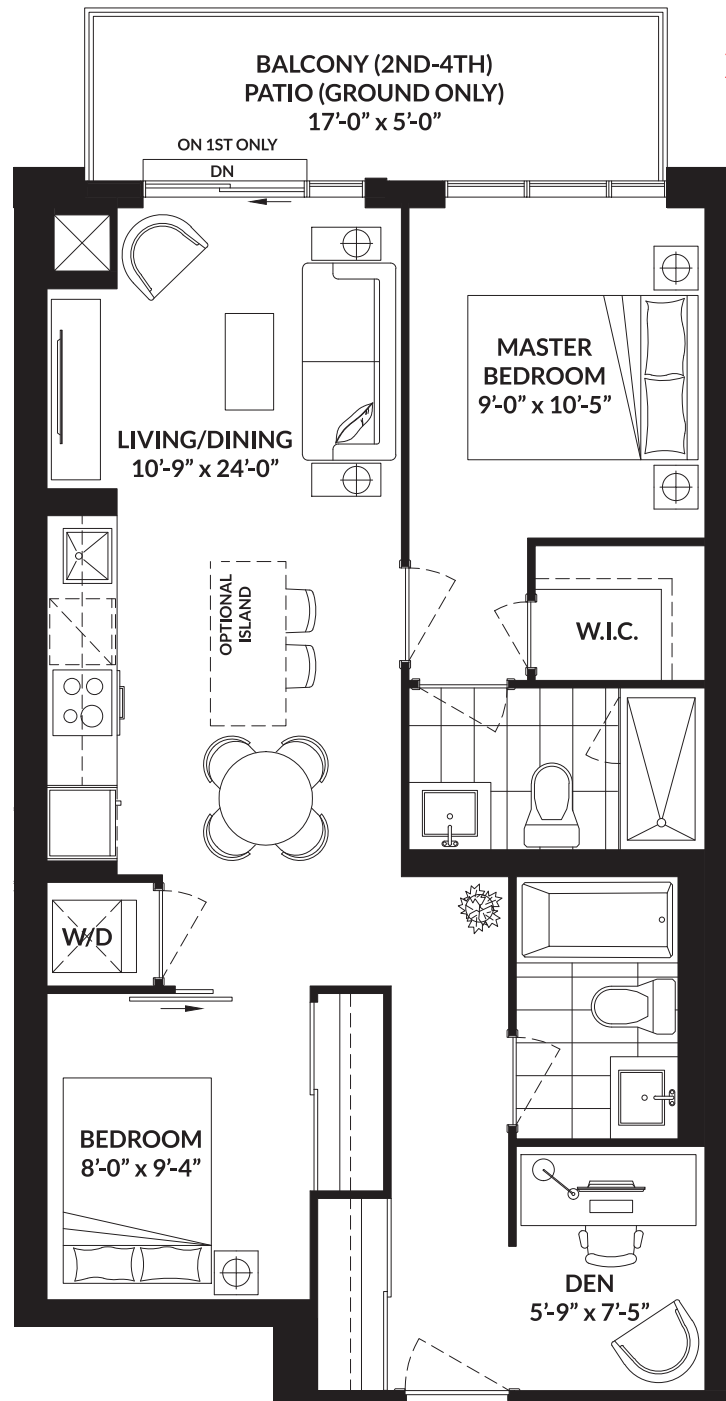 BALCONY (2ND-4TH)
PATIO (GROUND ONLY)
17’-0” x 5’-0”
ON 1ST ONLY
DN
MASTER
BEDROOM
9’-0” x 10’-5”
LIVING/DINING
10’-9” x 24’-0”
OPTIONAL
ISLAND
W.I.C.
W/D
BEDROOM
8’-0” x 9’-4”
DEN
5’-9” x 7’-5”